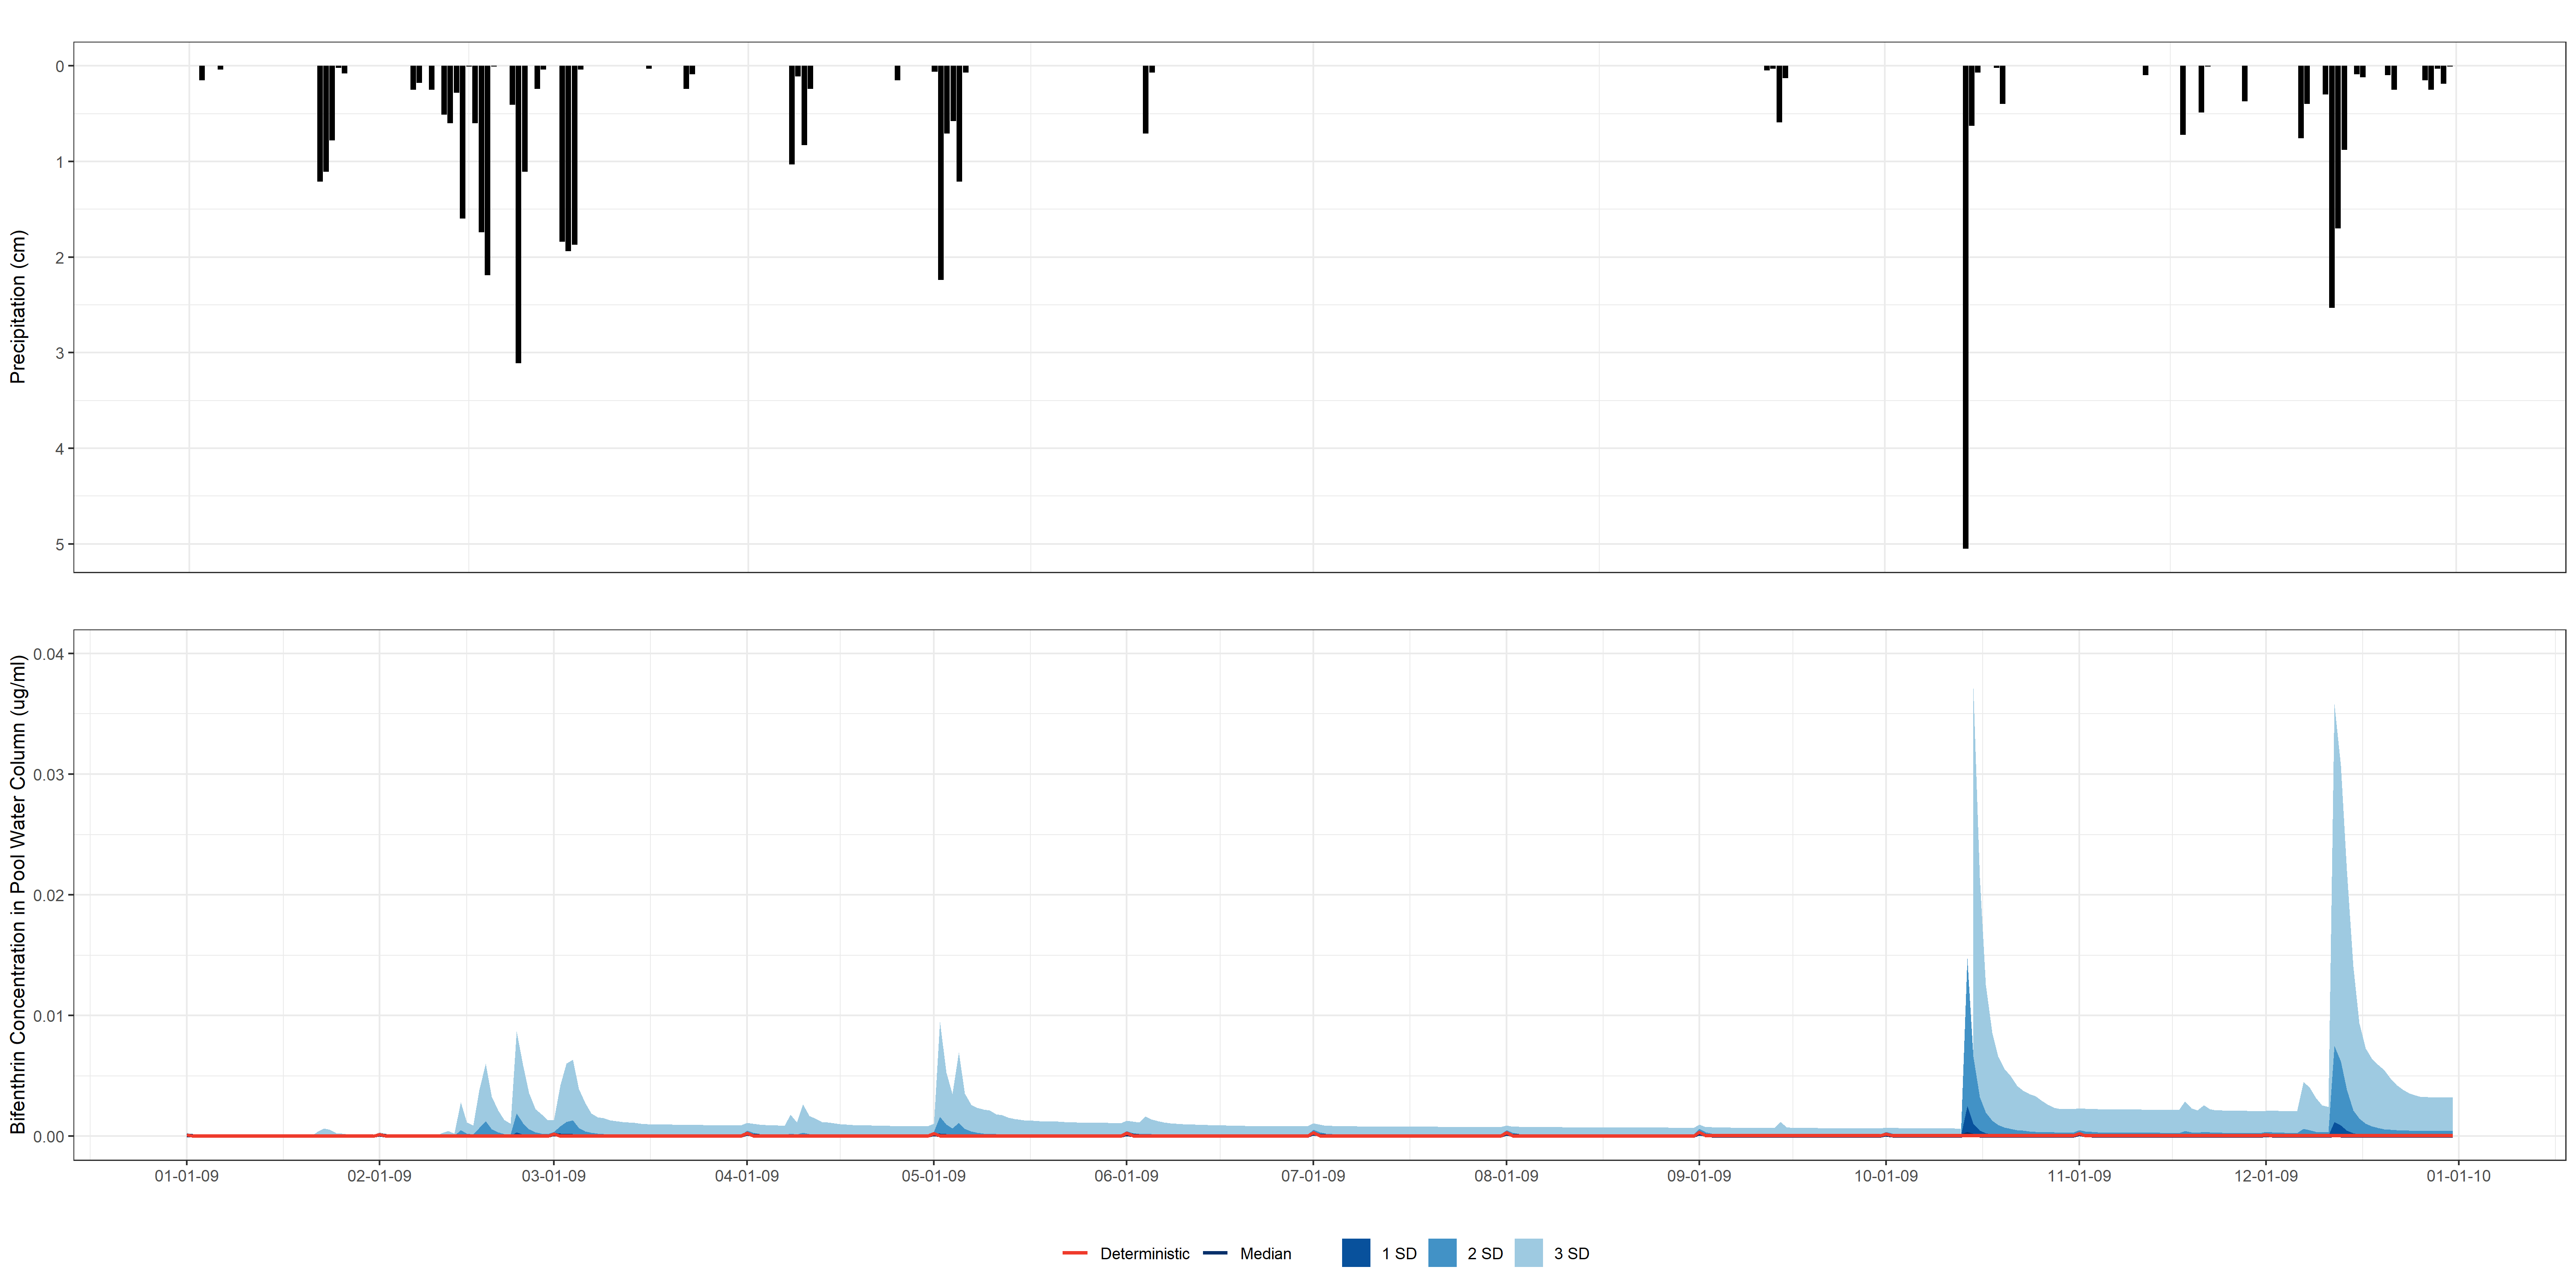 Precipitation (cm)
0
1
2
3
4
5
Bifenthrin Concentration in Pool Water Column (ug/ml)
0.04
0.03
0.02
0.01
0.00
01-01-09 02-01-09 03-01-09 04-01-09 05-01-09 06-01-09 07-01-09 08-01-09 09-01-09 10-01-09 11-01-09 12-01-09 01-01-10
Deterministic Median 1 SD 2 SD 3 SD